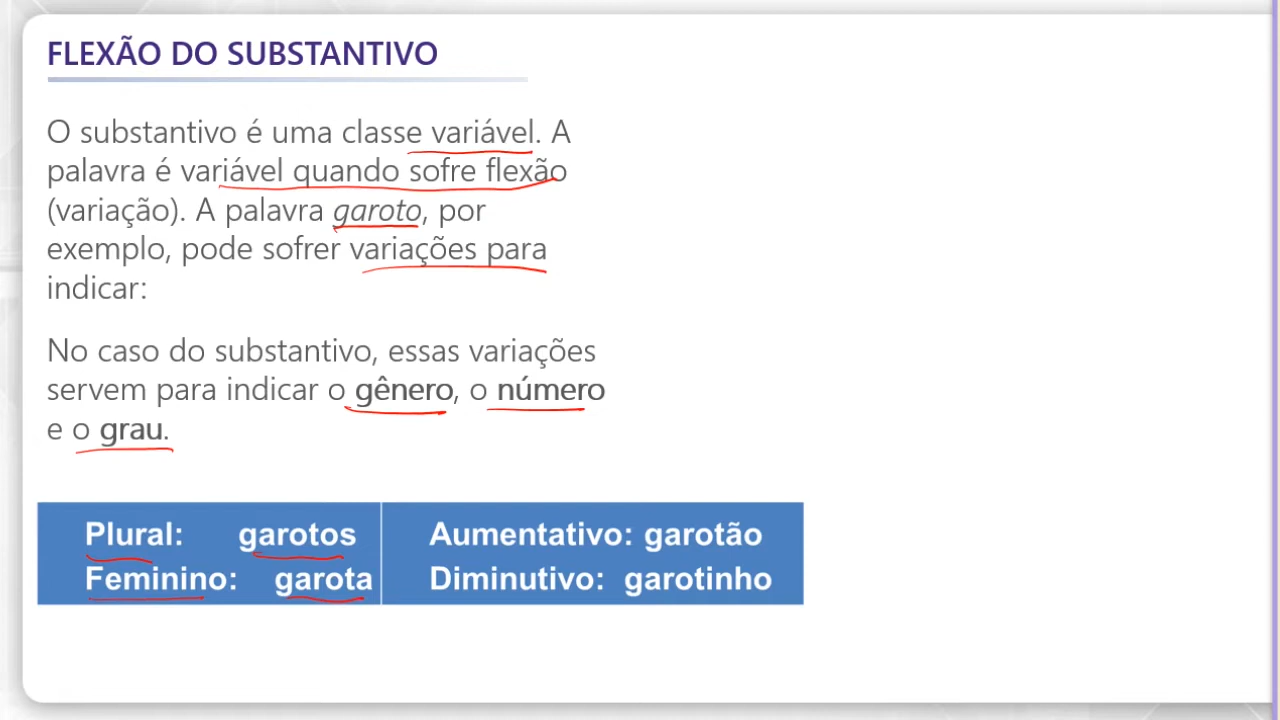 FLEXÃO DO SUBSTANTIVO
O substantivo é uma classe variável. A
palavra é variável quando sofre flexão
(variação). A palavra garoto, por
exemplo, pode sofrer variações para
indicar:
No caso do substantivo, essas variações
servem para indicar o gênero, o número
e o grau.
Plural: garotos
Feminino: garota
Aumentativo: garotão
Diminutivo: garotinho